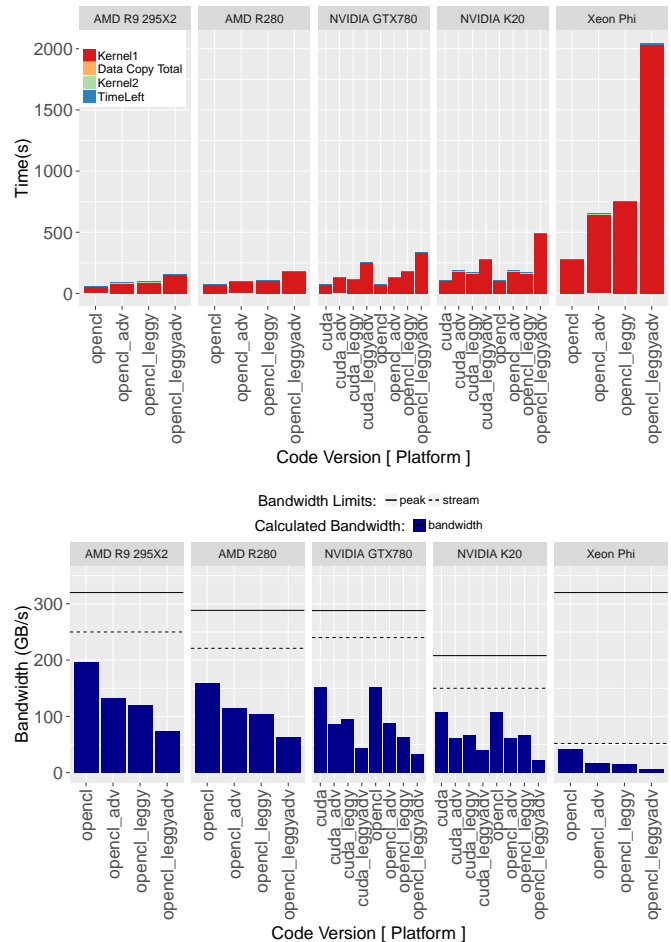 AMD R9 295X2 AMD R280 NVIDIA GTX780 NVIDIA K20 Xeon Phi
Kernel1
Data Copy Total
Kernel2
TimeLeft
Time(s)
2000
1500
1000
500
0
opencl opencl_adv opencl_leggy opencl_leggyadv opencl opencl_adv opencl_leggy opencl_leggyadv cuda cuda_adv cuda_leggy cuda_leggyadv opencl opencl_adv opencl_leggy opencl_leggyadv cuda cuda_adv cuda_leggy cuda_leggyadv opencl opencl_adv opencl_leggy opencl_leggyadv opencl opencl_adv opencl_leggy opencl_leggyadv
Code Version [ Platform ]
Bandwidth Limits: peak stream
Calculated Bandwidth: bandwidth
AMD R9 295X2 AMD R280 NVIDIA GTX780 NVIDIA K20 Xeon Phi
Bandwidth (GB/s)
300
200
100
0
opencl opencl_adv opencl_leggy opencl_leggyadv opencl opencl_adv opencl_leggy opencl_leggyadv cuda cuda_adv cuda_leggy cuda_leggyadv opencl opencl_adv opencl_leggy opencl_leggyadv cuda cuda_adv cuda_leggy cuda_leggyadv opencl opencl_adv opencl_leggy opencl_leggyadv opencl opencl_adv opencl_leggy opencl_leggyadv
Code Version [ Platform ]